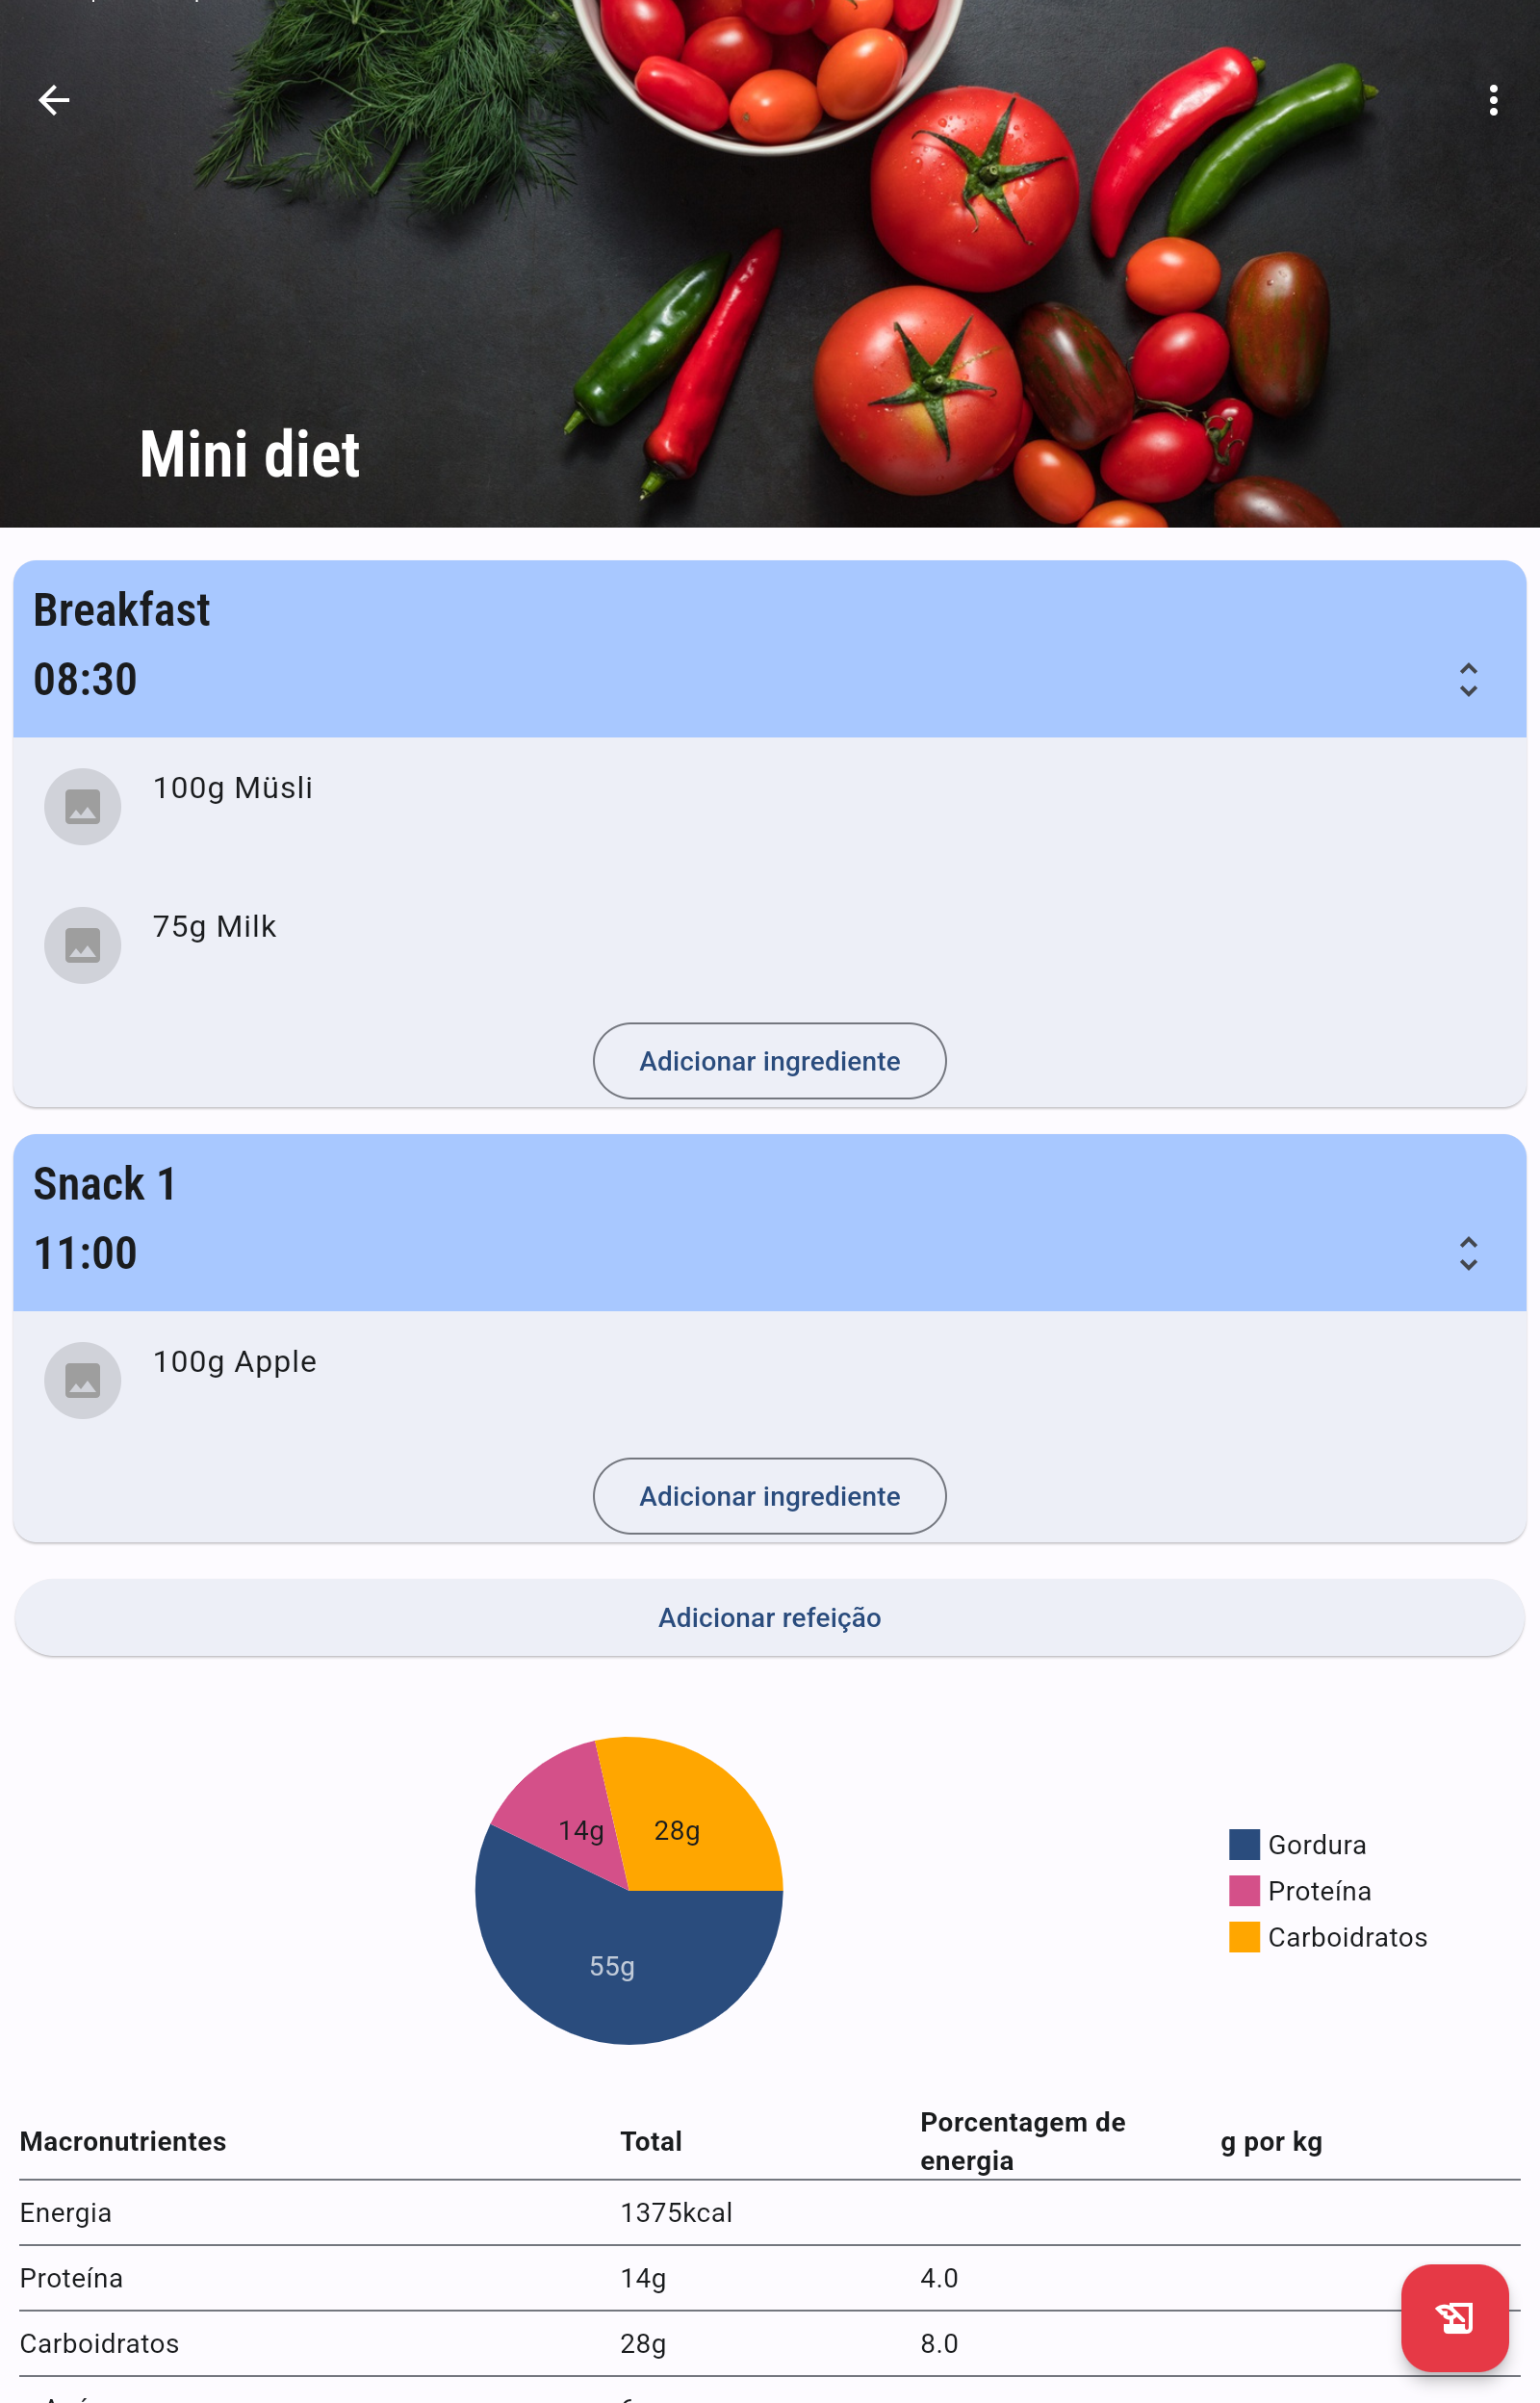 Mini diet
Breakfast
08:30
100g Müsli
75g Milk
Adicionar ingrediente
Snack 1
11:00
100g Apple
Adicionar ingrediente
Adicionar refeição
14g
28g
55g
Gordura
Proteína
Carboidratos
Macronutrientes Total Porcentagem de energia g por kg
Energia 1375kcal
Proteína 14g 4.0
Carboidratos 28g 8.0